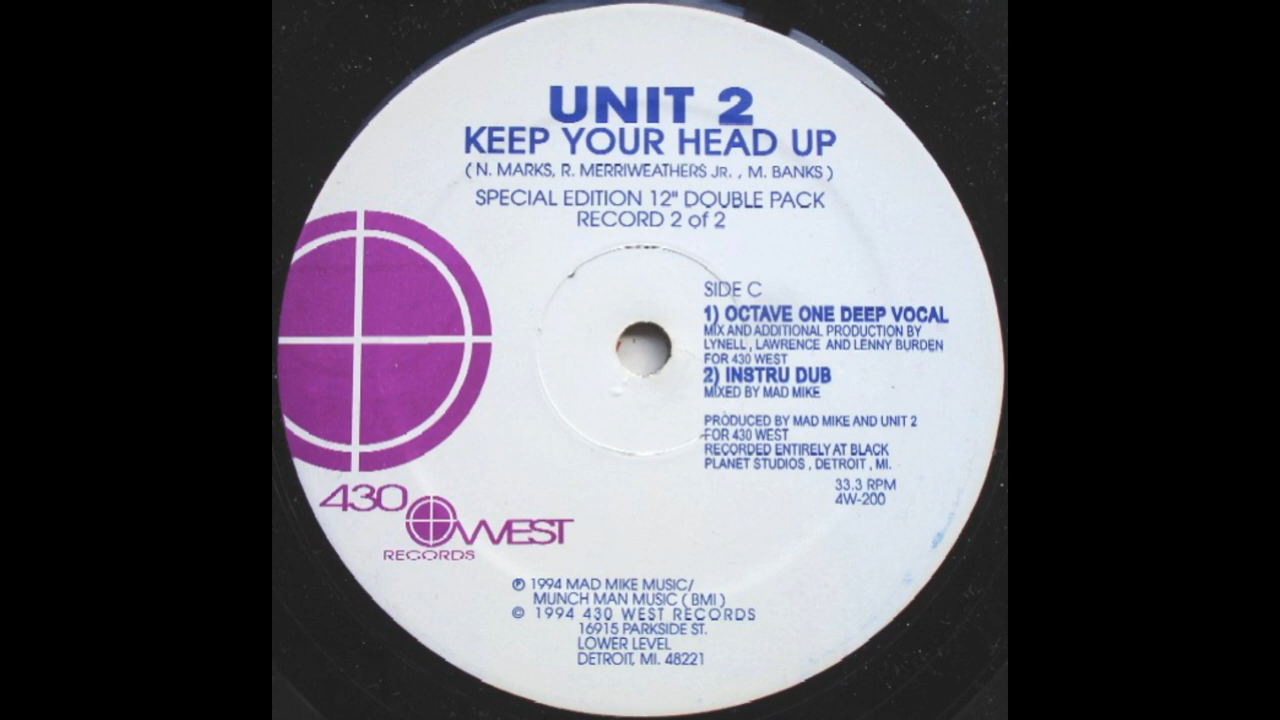 UNIT 2
KEEP YOUR HEAD UP
( N. MARKS, R. MERRIWEATHERS JR. , M. BANKS )
SPECIAL EDITION 12" DOUBLE PACK
RECORD 2 of 2
SIDE C
1) OCTAVE ONE DEEP VOCAL
MIX AND ADDITIONAL PRODUCTION BY
LYNELL , LAWRENCE AND LENNY BURDEN
FOR 430 WEST
2) INSTRU DUB
MIXED BY MAD MIKE
PRODUCED BY MAD MIKE AND UNIT 2
FOR 430 WEST
RECORDED ENTIRELY AT BLACK
PLANET STUDIOS , DETROIT , MI.
33.3 RPM
4W-200
430 WEST
RECORDS
℗ 1994 MAD MIKE MUSIC/
MUNCH MAN MUSIC ( BMI )
© 1994 430 WEST RECORDS
16915 PARKSIDE ST.
LOWER LEVEL
DETROIT, MI. 48221